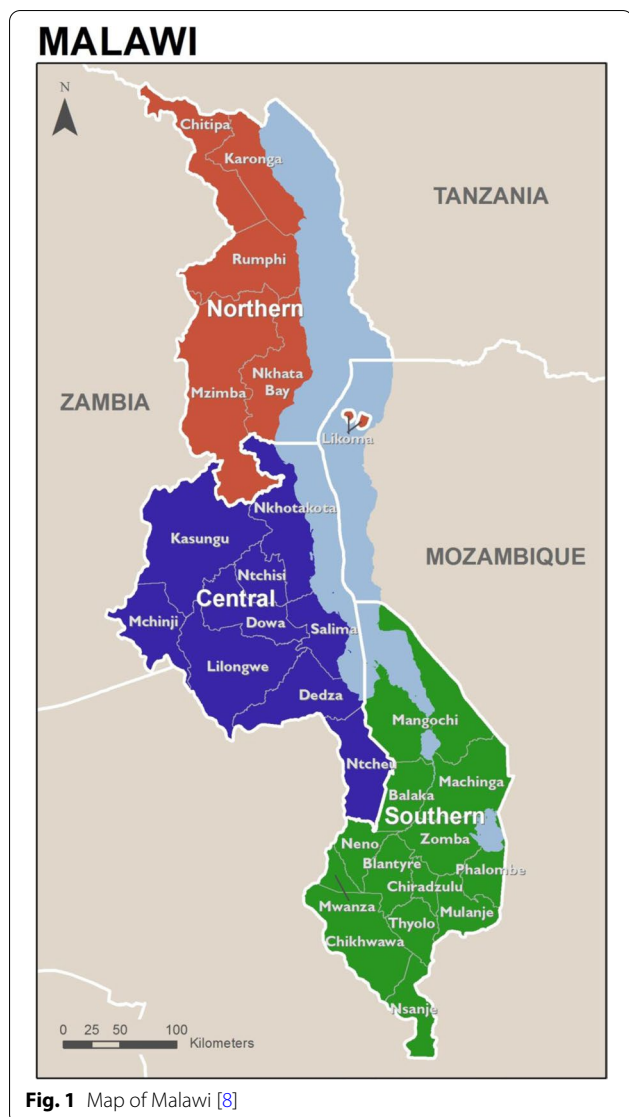 MALAWI
N
Chitipa
Karonga
TANZANIA
Rumphi
Northern
Nkhata
Bay
Mzimba
ZAMBIA
Likoma
Nkhotakota
Kasungu
MOZAMBIQUE
Ntchisi
Central
Mchinji
Dowa
Salima
Lilongwe
Dedza
Mangochi
Ntcheu
Machinga
Balaka
Southern
Neno
Zomba
Blantyre
Phalombe
Chiradzulu
Mwanza
Mulanje
Thyolo
Chikhwawa
Nsanje
0 25 50 100
Kilometers
Fig. 1 Map of Malawi [8]